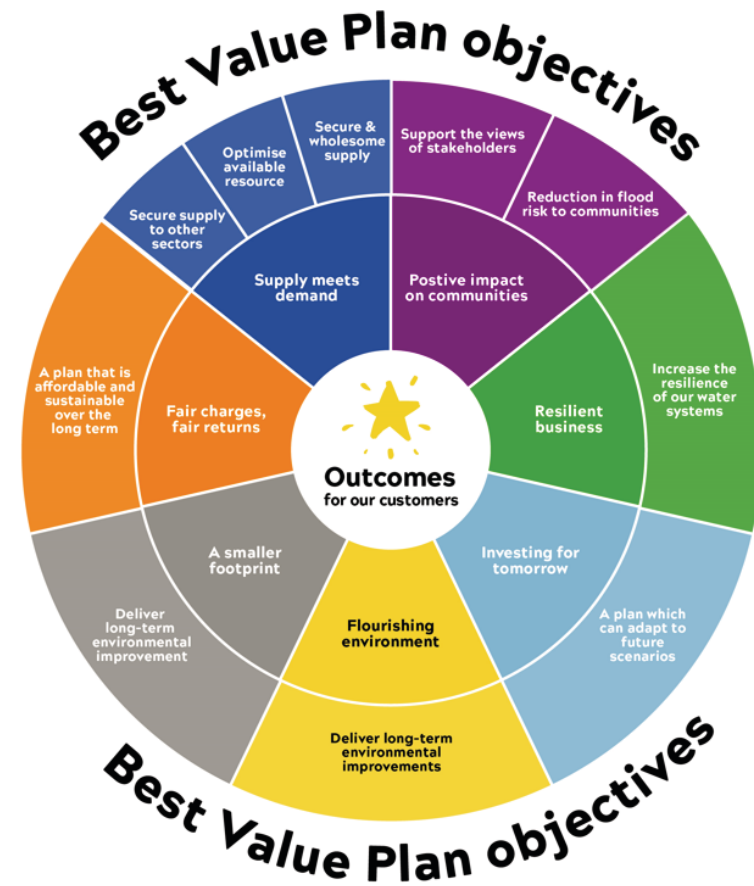 Best Value Plan objectives
Secure supply
to other
sectors
Optimise
available
resource
Secure &
wholesome
supply
Support the views
of stakeholders
Reduction in flood
risk to communities
Supply meets
demand
Postive impact
on communities
A plan that is
affordable and
sustainable
over the
long term
Fair charges,
fair returns
Resilient
business
Increase the
resilience
of our water
systems
Outcomes
for our customers
A smaller
footprint
Investing for
tomorrow
Deliver
long-term
environmental
improvement
Flourishing
environment
A plan which
can adapt to
future
scenarios
Deliver long-term
environmental
improvements
Best Value Plan objectives